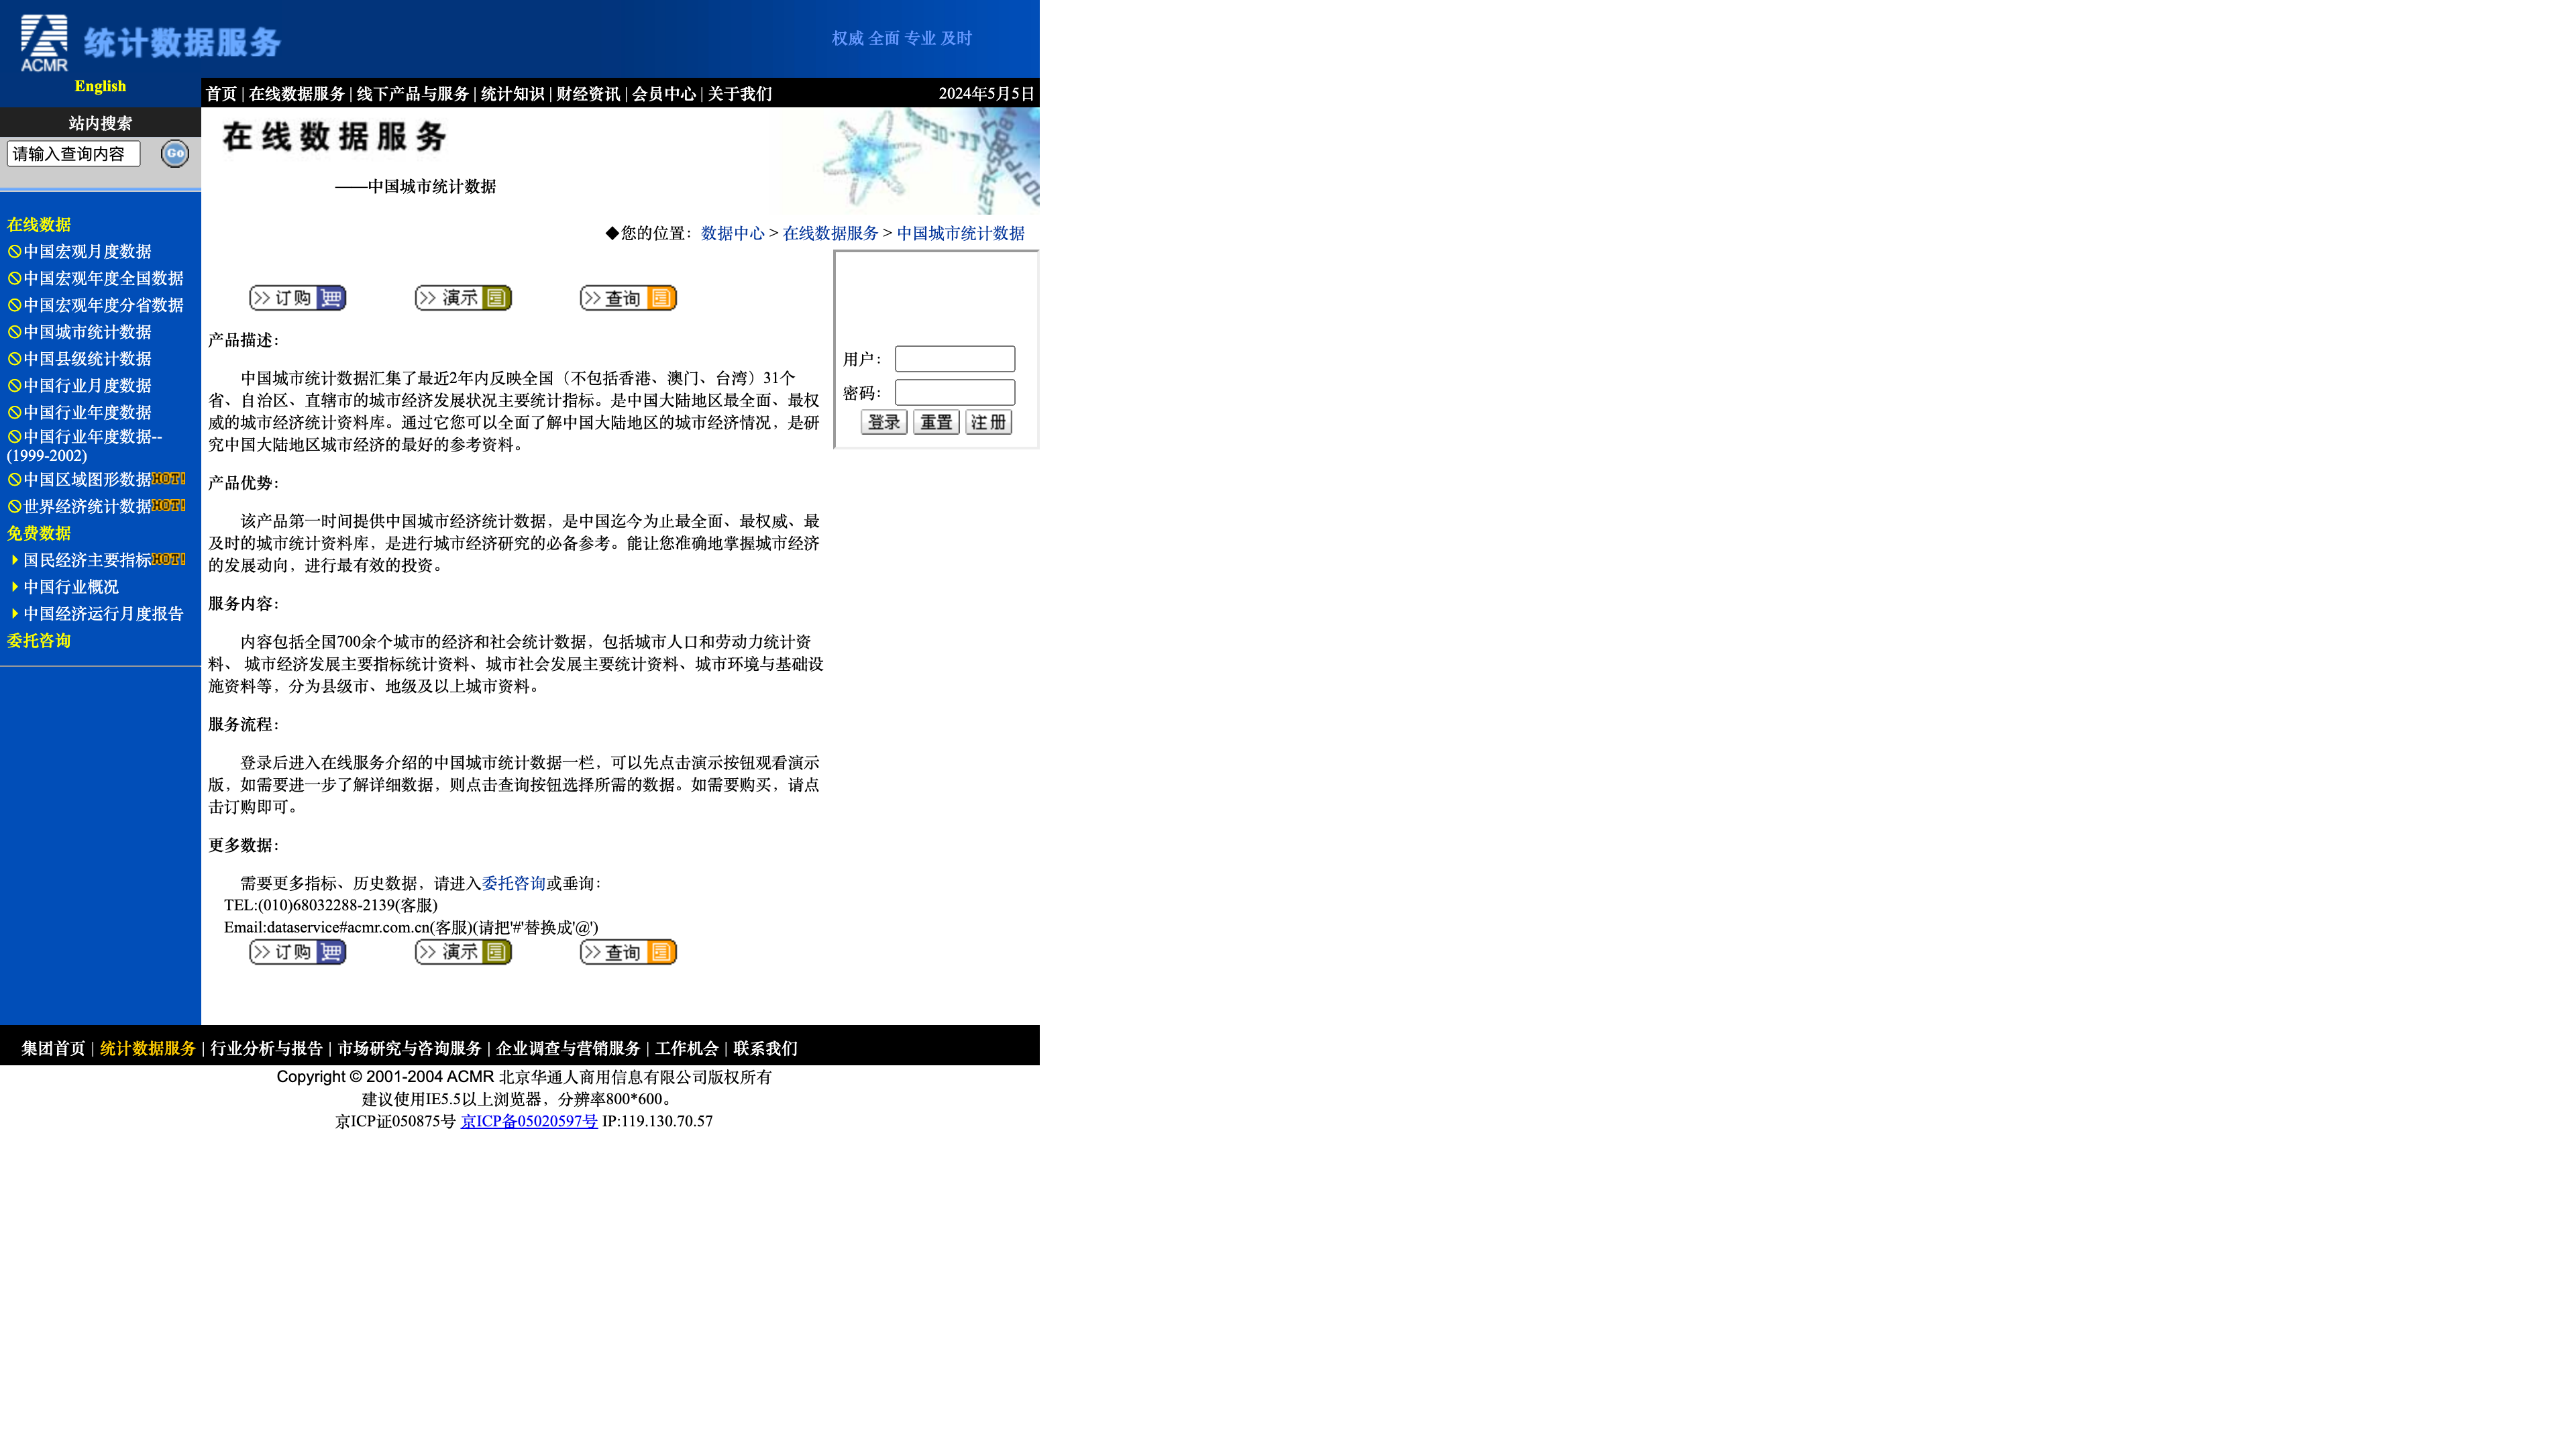 ACMR
统计数据服务
权威 全面 专业 及时
English
首页 | 在线数据服务 | 线下产品与服务 | 统计知识 | 财经资讯 | 会员中心 | 关于我们
2024年5月5日
站内搜索
请输入查询内容
Go
在线数据
中国宏观月度数据
中国宏观年度全国数据
中国宏观年度分省数据
中国城市统计数据
中国县级统计数据
中国行业月度数据
中国行业年度数据
中国行业年度数据--
(1999-2002)
中国区域图形数据HOT!
世界经济统计数据HOT!
免费数据
国民经济主要指标HOT!
中国行业概况
中国经济运行月度报告
委托咨询
在线数据服务
——中国城市统计数据
◆您的位置：数据中心 > 在线数据服务 > 中国城市统计数据
>> 订购
>> 演示
>> 查询
用户：
密码：
登录 重置 注册
产品描述：
中国城市统计数据汇集了最近2年内反映全国（不包括香港、澳门、台湾）31个
省、自治区、直辖市的城市经济发展状况主要统计指标。是中国大陆地区最全面、最权
威的城市经济统计资料库。通过它您可以全面了解中国大陆地区的城市经济情况，是研
究中国大陆地区城市经济的最好的参考资料。
产品优势：
该产品第一时间提供中国城市经济统计数据，是中国迄今为止最全面、最权威、最
及时的城市统计资料库，是进行城市经济研究的必备参考。能让您准确地掌握城市经济
的发展动向，进行最有效的投资。
服务内容：
内容包括全国700余个城市的经济和社会统计数据，包括城市人口和劳动力统计资
料、 城市经济发展主要指标统计资料、城市社会发展主要统计资料、城市环境与基础设
施资料等，分为县级市、地级及以上城市资料。
服务流程：
登录后进入在线服务介绍的中国城市统计数据一栏，可以先点击演示按钮观看演示
版，如需要进一步了解详细数据，则点击查询按钮选择所需的数据。如需要购买，请点
击订购即可。
更多数据：
需要更多指标、历史数据，请进入委托咨询或垂询：
TEL:(010)68032288-2139(客服)
Email:dataservice#acmr.com.cn(客服)(请把'#'替换成'@')
>> 订购
>> 演示
>> 查询
集团首页 | 统计数据服务 | 行业分析与报告 | 市场研究与咨询服务 | 企业调查与营销服务 | 工作机会 | 联系我们
Copyright © 2001-2004 ACMR 北京华通人商用信息有限公司版权所有
建议使用IE5.5以上浏览器，分辨率800*600。
京ICP证050875号 京ICP备05020597号 IP:119.130.70.57